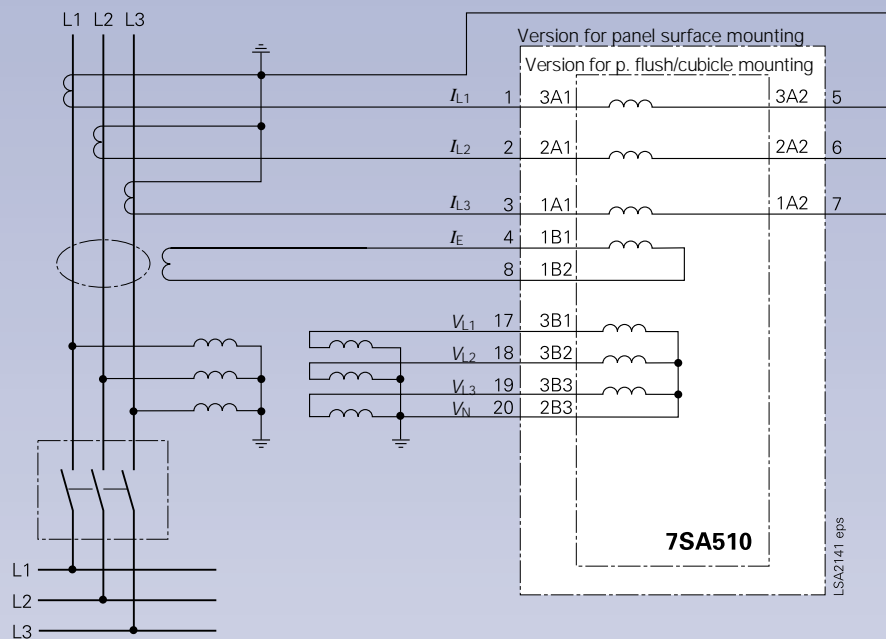 L1 L2 L3
Version for panel surface mounting
Version for p. flush/cubicle mounting
IL1 1 3A1 3A2 5
IL2 2 2A1 2A2 6
IL3 3 1A1 1A2 7
IE 4 1B1
8 1B2
VL1 17 3B1
VL2 18 3B2
VL3 19 3B3
VN 20 2B3
7SA510
LSA2141 eps
L1
L2
L3